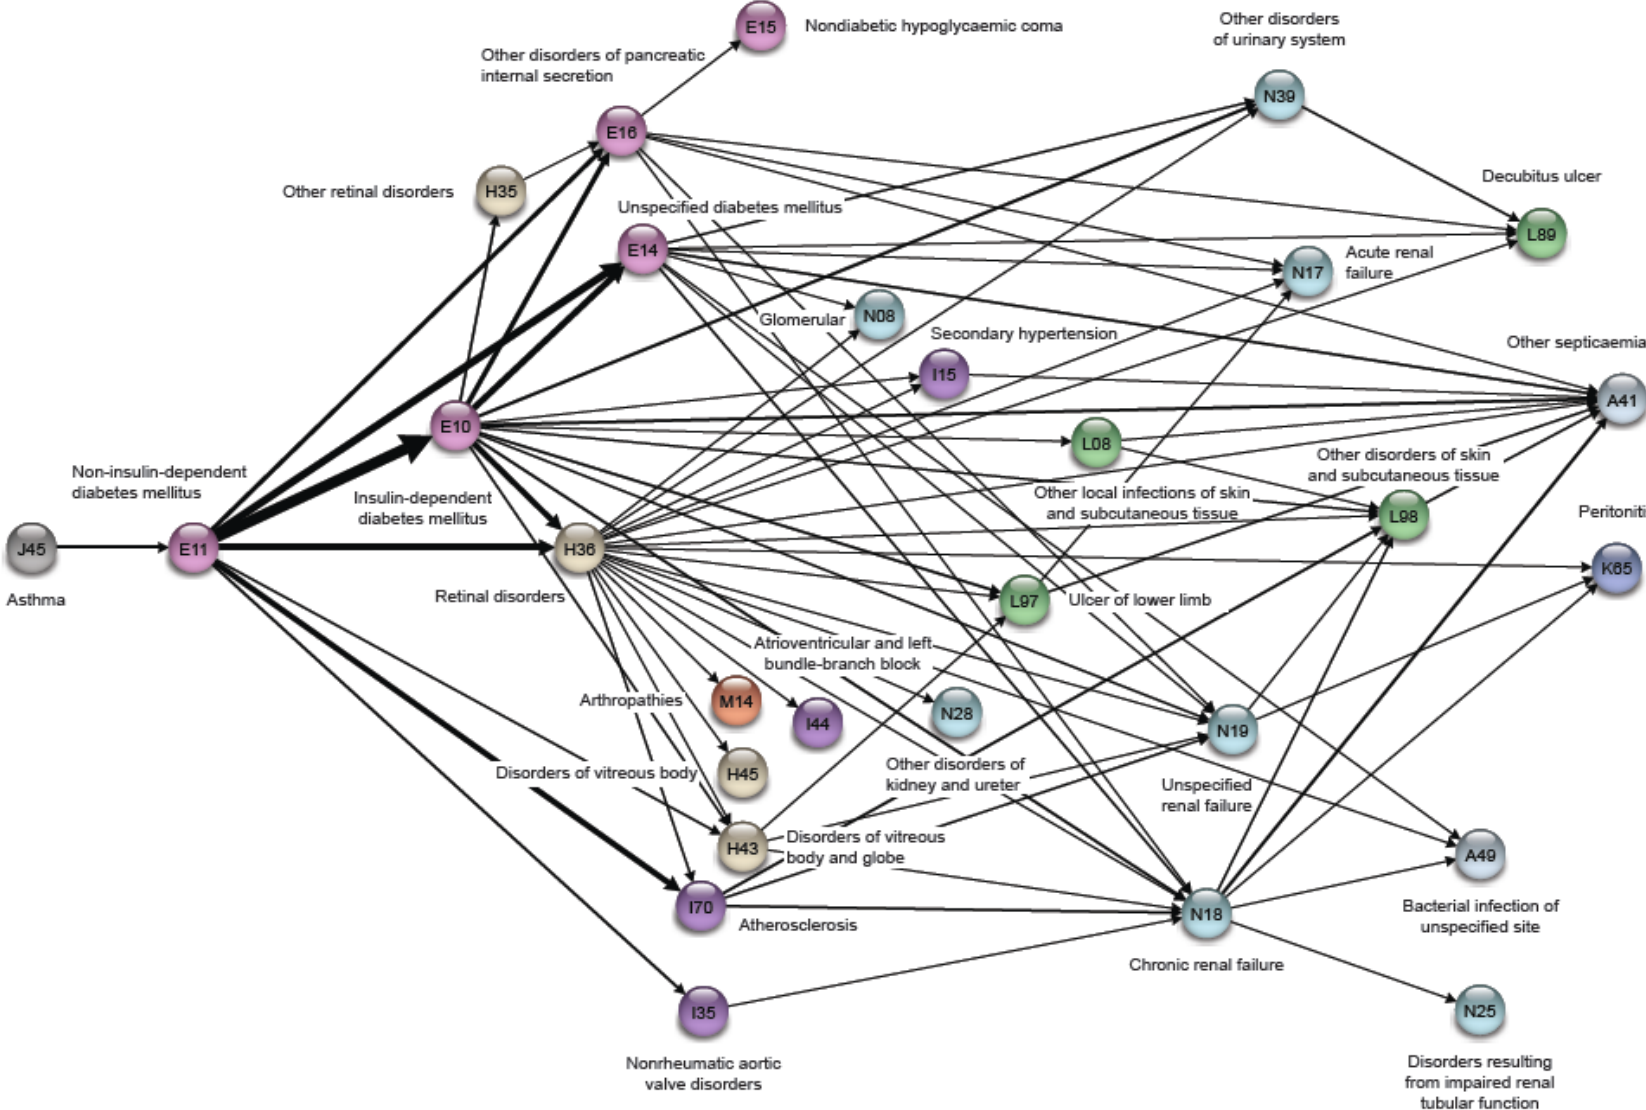 E15
Nondiabetic hypoglycaemic coma
Other disorders
of urinary system
Other disorders of pancreatic
internal secretion
N39
E16
Other retinal disorders
H35
Decubitus ulcer
Unspecified diabetes mellitus
L89
E14
Acute renal
failure
N17
Glomerular
N08
Secondary hypertension
Other septicaemia
I15
A41
E10
L08
Other disorders of skin
and subcutaneous tissue
Non-insulin-dependent
diabetes mellitus
Insulin-dependent
diabetes mellitus
Other local infections of skin
and subcutaneous tissue
L98
Peritoniti
J45
E11
H36
K65
Asthma
Retinal disorders
L97
Ulcer of lower limb
Atrioventricular and left
bundle-branch block
Arthropathies
M14
I44
N28
N19
Disorders of vitreous body
H45
Other disorders of
kidney and ureter
Unspecified
renal failure
H43
Disorders of vitreous
body and globe
A49
I70
Atherosclerosis
N18
Bacterial infection of
unspecified site
Chronic renal failure
I35
N25
Nonrheumatic aortic
valve disorders
Disorders resulting
from impaired renal
tubular function